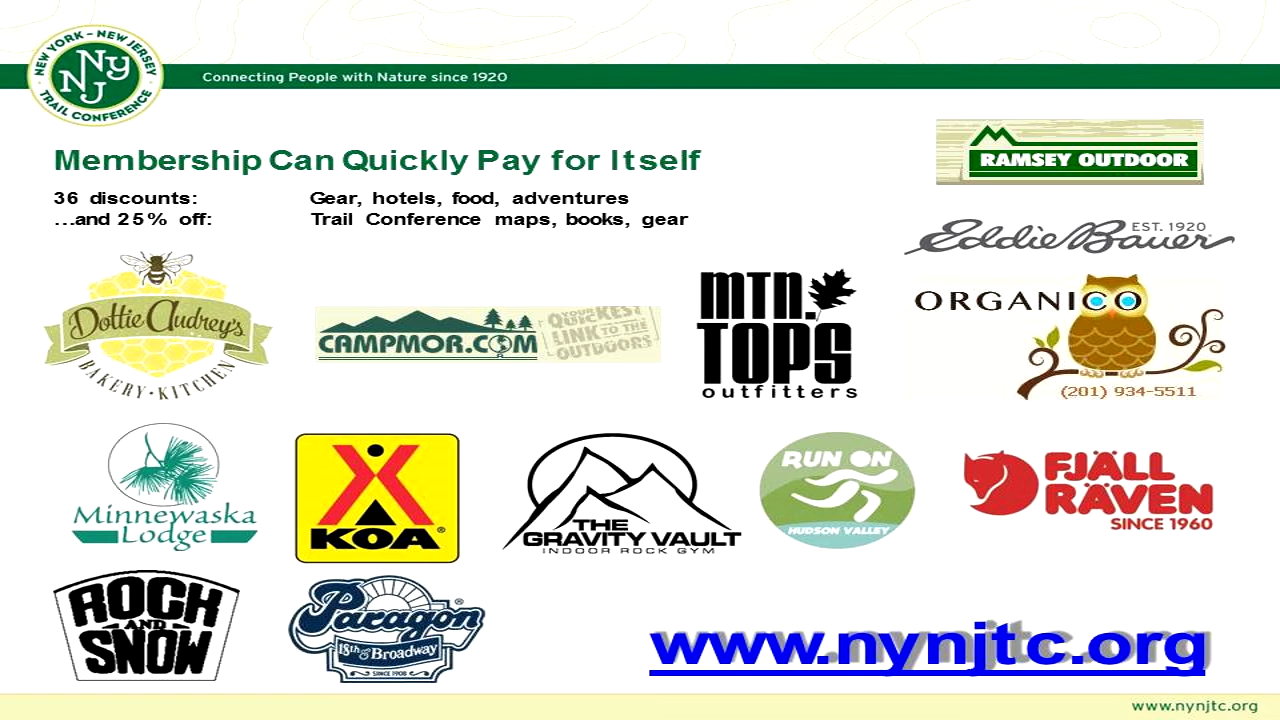 NEW YORK - NEW JERSEY
NY
NJ
TRAIL CONFERENCE
Connecting People with Nature since 1920
Membership Can Quickly Pay for Itself
36 discounts: Gear, hotels, food, adventures
...and 25% off: Trail Conference maps, books, gear
RAMSEY OUTDOOR
EST. 1920
Eddie Bauer
Dottie Audrey's
BAKERY · KITCHEN
CAMPMOR.COM
YOUR QUICKEST
LINK TO THE
OUTDOORS
MTN.
TOPS
outfitters
ORGANICO
(201) 934-5511
Minnewaska
Lodge
KOA®
THE
GRAVITY VAULT
INDOOR ROCK GYM
RUN ON
HUDSON VALLEY
FJÄLL
RÄVEN
SINCE 1960
ROCK
AND
SNOW
Paragon®
18th & Broadway
SINCE 1908
www.nynjtc.org
www.nynjtc.org